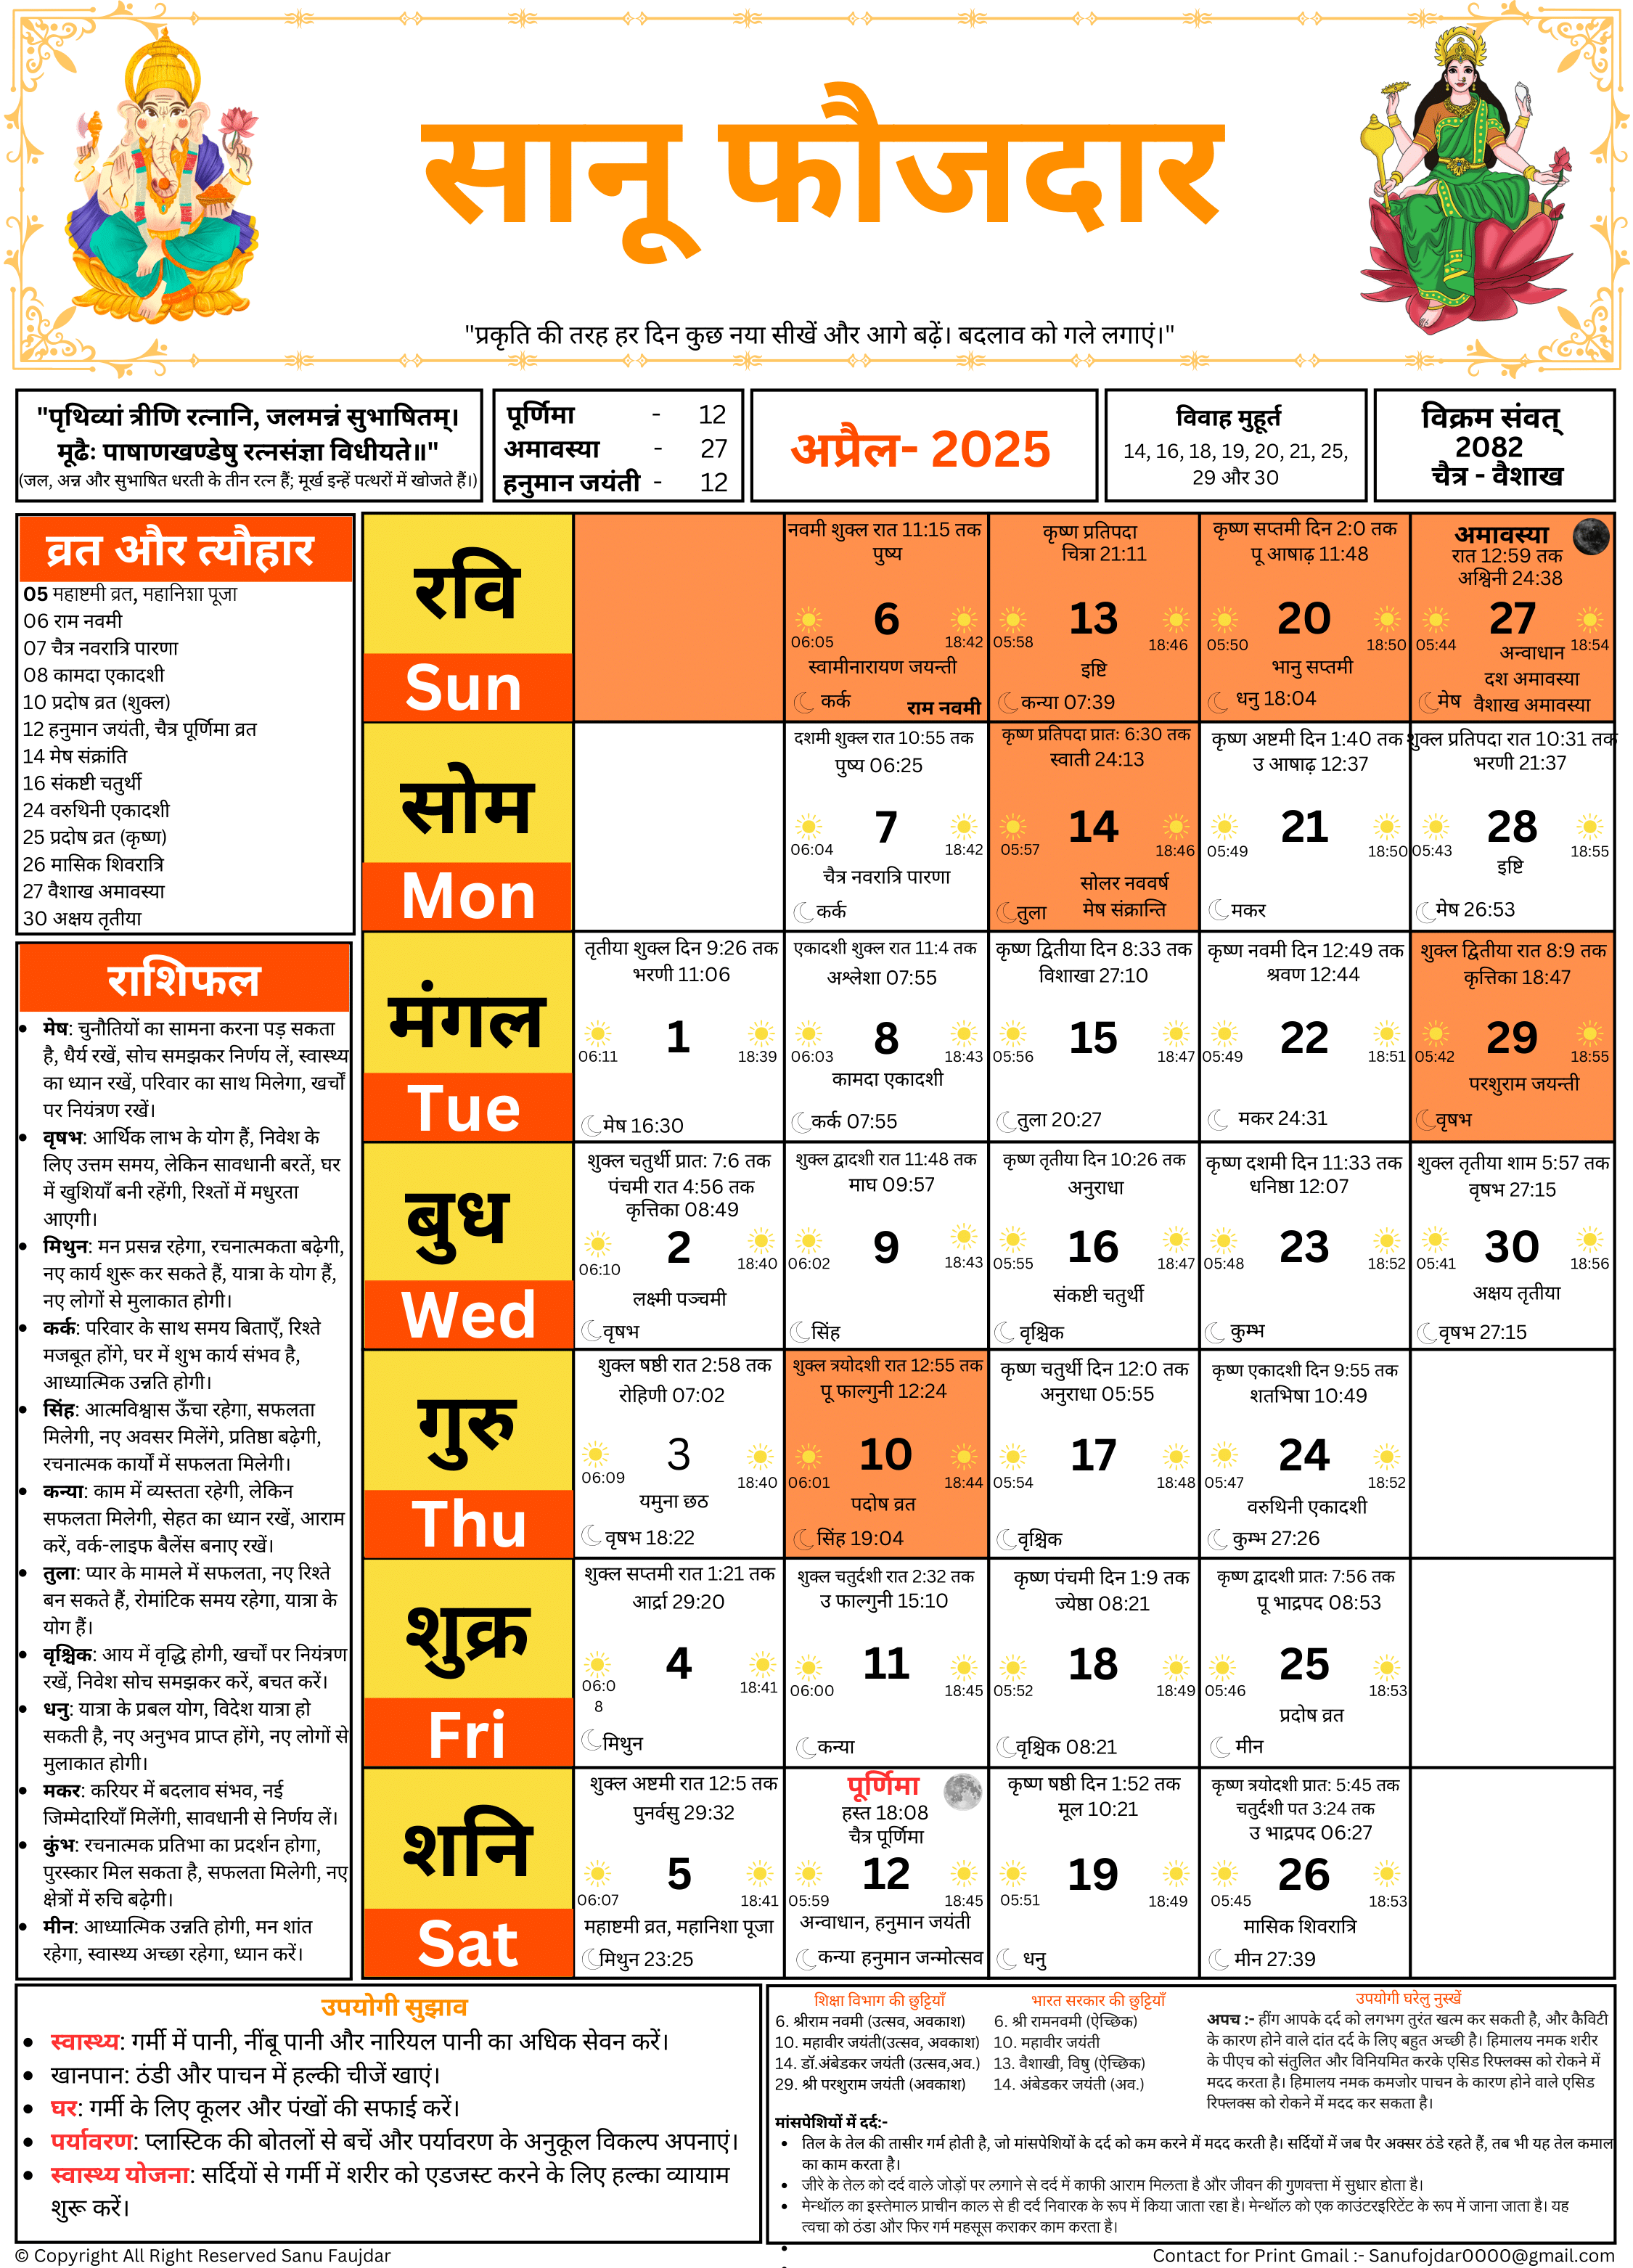 सानू फौजदार
"प्रकृति की तरह हर दिन कुछ नया सीखें और आगे बढ़ें। बदलाव को गले लगाएं।"
"पृथिव्यां त्रीणि रत्नानि, जलमन्नं सुभाषितम्।
मूढैः पाषाणखण्डेषु रत्नसंज्ञा विधीयते॥"
(जल, अन्न और सुभाषित धरती के तीन रत्न हैं; मूर्ख इन्हें पत्थरों में खोजते हैं।)
पूर्णिमा - 12
अमावस्या - 27
हनुमान जयंती - 12
अप्रैल- 2025
विवाह मुहूर्त
14, 16, 18, 19, 20, 21, 25,
29 और 30
विक्रम संवत्
2082
चैत्र - वैशाख
व्रत और त्यौहार
05 महाष्टमी व्रत, महानिशा पूजा
06 राम नवमी
07 चैत्र नवरात्रि पारणा
08 कामदा एकादशी
10 प्रदोष व्रत (शुक्ल)
12 हनुमान जयंती, चैत्र पूर्णिमा व्रत
14 मेष संक्रांति
16 संकष्टी चतुर्थी
24 वरुथिनी एकादशी
25 प्रदोष व्रत (कृष्ण)
26 मासिक शिवरात्रि
27 वैशाख अमावस्या
30 अक्षय तृतीया
राशिफल
• मेष: चुनौतियों का सामना करना पड़ सकता
है, धैर्य रखें, सोच समझकर निर्णय लें, स्वास्थ्य
का ध्यान रखें, परिवार का साथ मिलेगा, खर्चों
पर नियंत्रण रखें।
• वृषभ: आर्थिक लाभ के योग हैं, निवेश के
लिए उत्तम समय, लेकिन सावधानी बरतें, घर
में खुशियाँ बनी रहेंगी, रिश्तों में मधुरता
आएगी।
• मिथुन: मन प्रसन्न रहेगा, रचनात्मकता बढ़ेगी,
नए कार्य शुरू कर सकते हैं, यात्रा के योग हैं,
नए लोगों से मुलाकात होगी।
• कर्क: परिवार के साथ समय बिताएँ, रिश्ते
मजबूत होंगे, घर में शुभ कार्य संभव है,
आध्यात्मिक उन्नति होगी।
• सिंह: आत्मविश्वास ऊँचा रहेगा, सफलता
मिलेगी, नए अवसर मिलेंगे, प्रतिष्ठा बढ़ेगी,
रचनात्मक कार्यों में सफलता मिलेगी।
• कन्या: काम में व्यस्तता रहेगी, लेकिन
सफलता मिलेगी, सेहत का ध्यान रखें, आराम
करें, वर्क-लाइफ बैलेंस बनाए रखें।
• तुला: प्यार के मामले में सफलता, नए रिश्ते
बन सकते हैं, रोमांटिक समय रहेगा, यात्रा के
योग हैं।
• वृश्चिक: आय में वृद्धि होगी, खर्चों पर नियंत्रण
रखें, निवेश सोच समझकर करें, बचत करें।
• धनु: यात्रा के प्रबल योग, विदेश यात्रा हो
सकती है, नए अनुभव प्राप्त होंगे, नए लोगों से
मुलाकात होगी।
• मकर: करियर में बदलाव संभव, नई
जिम्मेदारियाँ मिलेंगी, सावधानी से निर्णय लें।
• कुंभ: रचनात्मक प्रतिभा का प्रदर्शन होगा,
पुरस्कार मिल सकता है, सफलता मिलेगी, नए
क्षेत्रों में रुचि बढ़ेगी।
• मीन: आध्यात्मिक उन्नति होगी, मन शांत
रहेगा, स्वास्थ्य अच्छा रहेगा, ध्यान करें।
रवि
Sun
नवमी शुक्ल रात 11:15 तक
पुष्य
6
06:05 18:42
स्वामीनारायण जयन्ती
कर्क राम नवमी
कृष्ण प्रतिपदा
चित्रा 21:11
13
05:58 18:46
इष्टि
कन्या 07:39
कृष्ण सप्तमी दिन 2:0 तक
पू आषाढ़ 11:48
20
05:50 18:50
भानु सप्तमी
धनु 18:04
अमावस्या
रात 12:59 तक
अश्विनी 24:38
27
05:44 18:54
अन्वाधान
दश अमावस्या
मेष वैशाख अमावस्या
सोम
Mon
दशमी शुक्ल रात 10:55 तक
पुष्य 06:25
7
06:04 18:42
चैत्र नवरात्रि पारणा
कर्क
कृष्ण प्रतिपदा प्रातः 6:30 तक
स्वाती 24:13
14
05:57 18:46
सोलर नववर्ष
तुला मेष संक्रान्ति
कृष्ण अष्टमी दिन 1:40 तक
उ आषाढ़ 12:37
21
05:49 18:50
मकर
शुक्ल प्रतिपदा रात 10:31 तक
भरणी 21:37
28
05:43 18:55
इष्टि
मेष 26:53
मंगल
Tue
तृतीया शुक्ल दिन 9:26 तक
भरणी 11:06
1
06:11 18:39
मेष 16:30
एकादशी शुक्ल रात 11:4 तक
अश्लेशा 07:55
8
06:03 18:43
कामदा एकादशी
कर्क 07:55
कृष्ण द्वितीया दिन 8:33 तक
विशाखा 27:10
15
05:56 18:47
तुला 20:27
कृष्ण नवमी दिन 12:49 तक
श्रवण 12:44
22
05:49 18:51
मकर 24:31
शुक्ल द्वितीया रात 8:9 तक
कृत्तिका 18:47
29
05:42 18:55
परशुराम जयन्ती
वृषभ
बुध
Wed
शुक्ल चतुर्थी प्रात: 7:6 तक
पंचमी रात 4:56 तक
कृत्तिका 08:49
2
06:10 18:40
लक्ष्मी पञ्चमी
वृषभ
शुक्ल द्वादशी रात 11:48 तक
माघ 09:57
9
06:02 18:43
सिंह
कृष्ण तृतीया दिन 10:26 तक
अनुराधा
16
05:55 18:47
संकष्टी चतुर्थी
वृश्चिक
कृष्ण दशमी दिन 11:33 तक
धनिष्ठा 12:07
23
05:48 18:52
कुम्भ
शुक्ल तृतीया शाम 5:57 तक
वृषभ 27:15
30
05:41 18:56
अक्षय तृतीया
वृषभ 27:15
गुरु
Thu
शुक्ल षष्ठी रात 2:58 तक
रोहिणी 07:02
3
06:09 18:40
यमुना छठ
वृषभ 18:22
शुक्ल त्रयोदशी रात 12:55 तक
पू फाल्गुनी 12:24
10
06:01 18:44
पदोष व्रत
सिंह 19:04
कृष्ण चतुर्थी दिन 12:0 तक
अनुराधा 05:55
17
05:54 18:48
वृश्चिक
कृष्ण एकादशी दिन 9:55 तक
शतभिषा 10:49
24
05:47 18:52
वरुथिनी एकादशी
कुम्भ 27:26
शुक्र
Fri
शुक्ल सप्तमी रात 1:21 तक
आर्द्रा 29:20
4
06:0 18:41
8
मिथुन
शुक्ल चतुर्दशी रात 2:32 तक
उ फाल्गुनी 15:10
11
06:00 18:45
कन्या
कृष्ण पंचमी दिन 1:9 तक
ज्येष्ठा 08:21
18
05:52 18:49
वृश्चिक 08:21
कृष्ण द्वादशी प्रातः 7:56 तक
पू भाद्रपद 08:53
25
05:46 18:53
प्रदोष व्रत
मीन
शनि
Sat
शुक्ल अष्टमी रात 12:5 तक
पुनर्वसु 29:32
5
06:07 18:41
महाष्टमी व्रत, महानिशा पूजा
मिथुन 23:25
पूर्णिमा
हस्त 18:08
चैत्र पूर्णिमा
12
05:59 18:45
अन्वाधान, हनुमान जयंती
कन्या हनुमान जन्मोत्सव
कृष्ण षष्ठी दिन 1:52 तक
मूल 10:21
19
05:51 18:49
धनु
कृष्ण त्रयोदशी प्रात: 5:45 तक
चतुर्दशी पत 3:24 तक
उ भाद्रपद 06:27
26
05:45 18:53
मासिक शिवरात्रि
मीन 27:39
उपयोगी सुझाव
• स्वास्थ्य: गर्मी में पानी, नींबू पानी और नारियल पानी का अधिक सेवन करें।
• खानपान: ठंडी और पाचन में हल्की चीजें खाएं।
• घर: गर्मी के लिए कूलर और पंखों की सफाई करें।
• पर्यावरण: प्लास्टिक की बोतलों से बचें और पर्यावरण के अनुकूल विकल्प अपनाएं।
• स्वास्थ्य योजना: सर्दियों से गर्मी में शरीर को एडजस्ट करने के लिए हल्का व्यायाम
शुरू करें।
शिक्षा विभाग की छुट्टियाँ
6. श्रीराम नवमी (उत्सव, अवकाश)
10. महावीर जयंती(उत्सव, अवकाश)
14. डॉ.अंबेडकर जयंती (उत्सव,अव.)
29. श्री परशुराम जयंती (अवकाश)
भारत सरकार की छुट्टियाँ
6. श्री रामनवमी (ऐच्छिक)
10. महावीर जयंती
13. वैशाखी, विषु (ऐच्छिक)
14. अंबेडकर जयंती (अव.)
उपयोगी घरेलु नुस्खें
अपच :- हींग आपके दर्द को लगभग तुरंत खत्म कर सकती है, और कैविटी
के कारण होने वाले दांत दर्द के लिए बहुत अच्छी है। हिमालय नमक शरीर
के पीएच को संतुलित और विनियमित करके एसिड रिफ्लक्स को रोकने में
मदद करता है। हिमालय नमक कमजोर पाचन के कारण होने वाले एसिड
रिफ्लक्स को रोकने में मदद कर सकता है।
मांसपेशियों में दर्द:-
• तिल के तेल की तासीर गर्म होती है, जो मांसपेशियों के दर्द को कम करने में मदद करती है। सर्दियों में जब पैर अक्सर ठंडे रहते हैं, तब भी यह तेल कमाल
का काम करता है।
• जीरे के तेल को दर्द वाले जोड़ों पर लगाने से दर्द में काफी आराम मिलता है और जीवन की गुणवत्ता में सुधार होता है।
• मेन्थॉल का इस्तेमाल प्राचीन काल से ही दर्द निवारक के रूप में किया जाता रहा है। मेन्थॉल को एक काउंटरइरिटेंट के रूप में जाना जाता है। यह
त्वचा को ठंडा और फिर गर्म महसूस कराकर काम करता है।
© Copyright All Right Reserved Sanu Faujdar
Contact for Print Gmail :- Sanufojdar0000@gmail.com